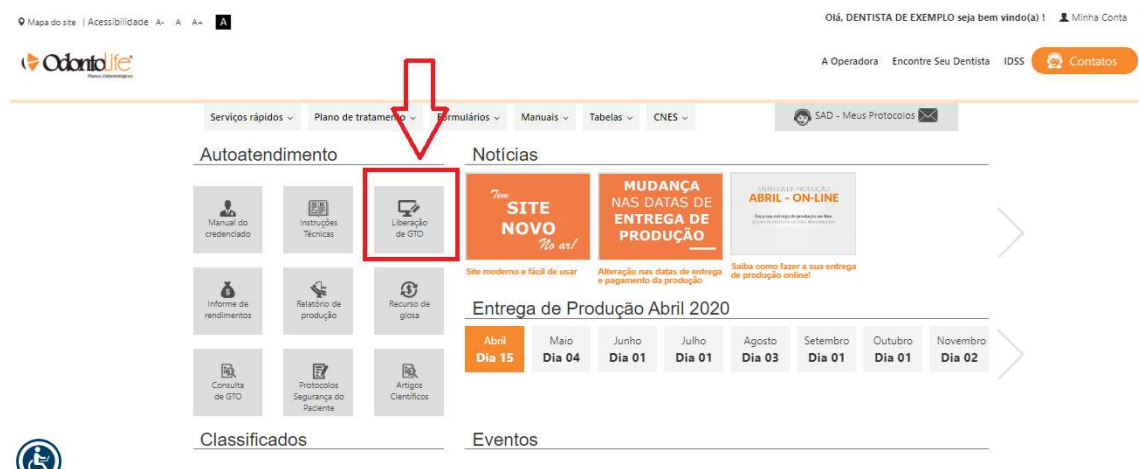 Mapa do site | Acessibilidade A- A A+ A
Olá, DENTISTA DE EXEMPLO seja bem vindo(a) ! Minha Conta
OdontoLife
Planos Odontológicos
A Operadora Encontre Seu Dentista IDSS Contatos
Serviços rápidos Plano de tratamento Formulários Manuais Tabelas CNES SAD - Meus Protocolos
Autoatendimento
Manual do
credenciado
Instruções
Técnicas
Liberação
de GTO
Informe de
rendimentos
Relatório de
produção
Recurso de
glosa
Consulta
de GTO
Protocolos
Segurança do
Paciente
Artigos
Científicos
Classificados
Notícias
Tem
SITE
NOVO
No ar!
Site moderno e fácil de usar
MUDANÇA
NAS DATAS DE
ENTREGA DE
PRODUÇÃO
Alteração nas datas de entrega
e pagamento da produção
ENTREGA DE PRODUÇÃO
ABRIL - ON-LINE
Saiba como fazer a sua entrega
de produção online!
Entrega de Produção Abril 2020
Abril Maio Junho Julho Agosto Setembro Outubro Novembro
Dia 15 Dia 04 Dia 01 Dia 01 Dia 03 Dia 01 Dia 01 Dia 02
Eventos